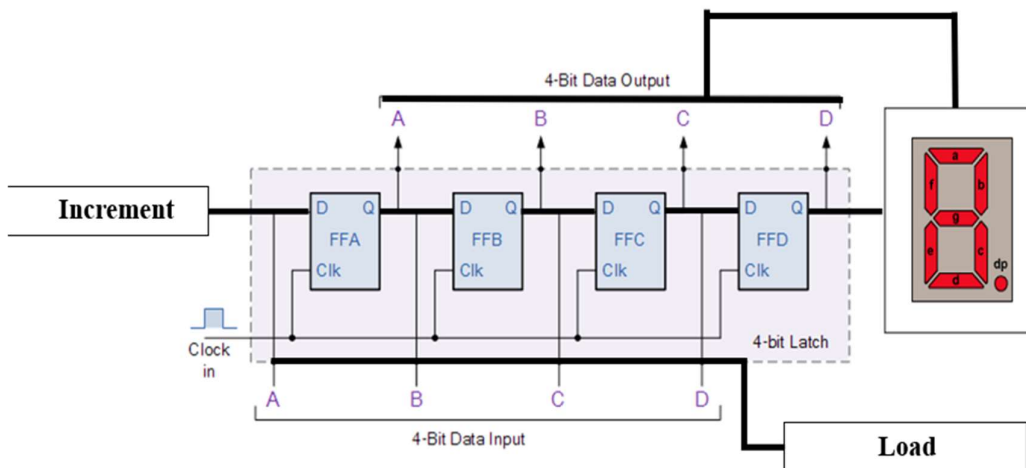 4-Bit Data Output
A B C D
a
f b
g
e c
d
dp
Increment
D Q D Q D Q D Q
FFA FFB FFC FFD
Clk Clk Clk Clk
Clock
in
4-bit Latch
A B C D
4-Bit Data Input
Load